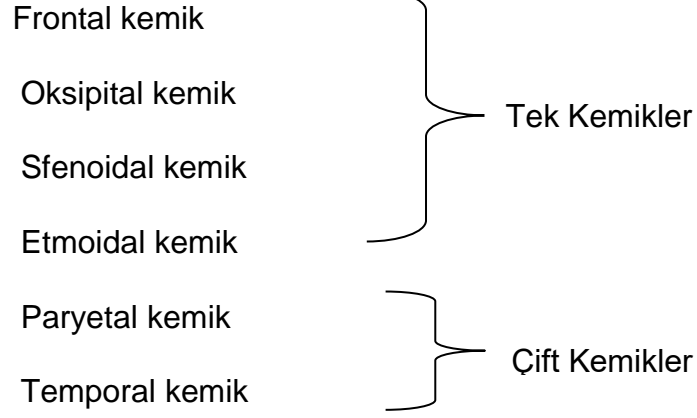 Frontal kemik
Oksipital kemik
Tek Kemikler
Sfenoidal kemik
Etmoidal kemik
Paryetal kemik
Çift Kemikler
Temporal kemik